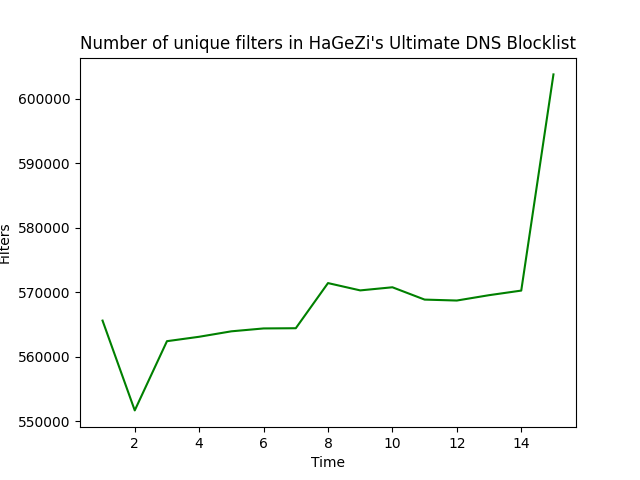 Number of unique filters in HaGeZi's Ultimate DNS Blocklist
600000
590000
580000
570000
560000
550000
Filters
2 4 6 8 10 12 14
Time